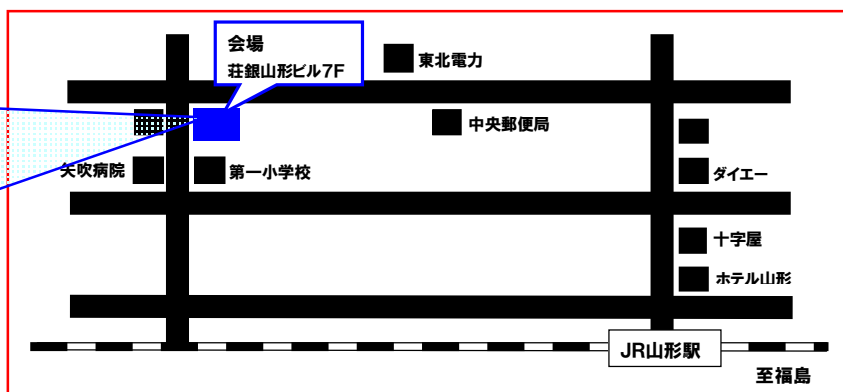 会場
荘銀山形ビル7F
東北電力
中央郵便局
矢吹病院
第一小学校
ダイエー
十字屋
ホテル山形
JR山形駅
至福島